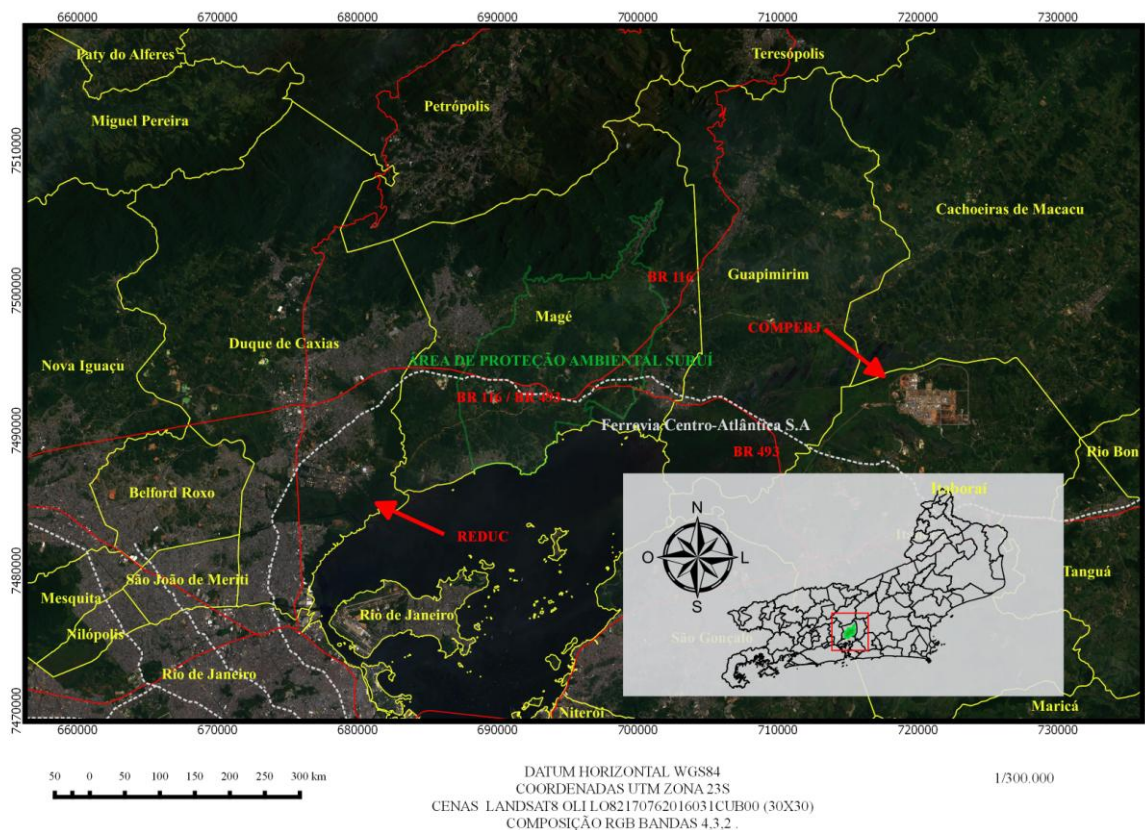 660000 670000 680000 690000 700000 710000 720000 730000
Paty do Alferes
Teresópolis
Petrópolis
Miguel Pereira
7510000
Cachoeiras de Macacu
BR 116
Guapimirim
7500000
Magé
COMPERJ
Duque de Caxias
Nova Iguaçu
ÁREA DE PROTEÇÃO AMBIENTAL SURUÍ
BR 116 / BR 493
Ferrovia Centro-Atlântica S.A
7490000
BR 493
Rio Bon
Belford Roxo
Itaboraí
N
REDUC
O L
7480000
São João de Meriti
Tanguá
Mesquita
S
Rio de Janeiro
Nilópolis
São Gonçalo
Rio de Janeiro
Maricá
Niterói
7470000
660000 670000 680000 690000 700000 710000 720000 730000
50 0 50 100 150 200 250 300 km
DATUM HORIZONTAL WGS84
1/300.000
COORDENADAS UTM ZONA 23S
CENAS LANDSAT8 OLI LO82170762016031CUB00 (30X30)
COMPOSIÇÃO RGB BANDAS 4,3,2 .